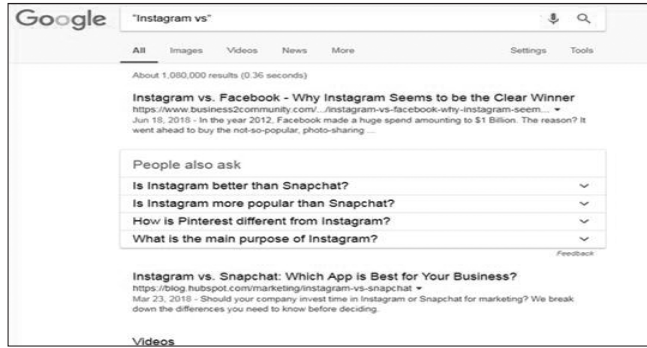 Google
"Instagram vs"
All Images Videos News More Settings Tools
About 1,080,000 results (0.36 seconds)
Instagram vs. Facebook - Why Instagram Seems to be the Clear Winner
https://www.business2community.com/.../instagram-vs-facebook-why-instagram-seem...
Jun 18, 2018 - In the year 2012, Facebook made a huge spend amounting to $1 Billion. The reason? It
went ahead to buy the not-so-popular, photo-sharing ...
People also ask
Is Instagram better than Snapchat?
Is Instagram more popular than Snapchat?
How is Pinterest different from Instagram?
What is the main purpose of Instagram?
Feedback
Instagram vs. Snapchat: Which App is Best for Your Business?
https://blog.hubspot.com/marketing/instagram-vs-snapchat
Mar 23, 2018 - Should your company invest time in Instagram or Snapchat for marketing? We break
down the differences you need to know before deciding.
Videos